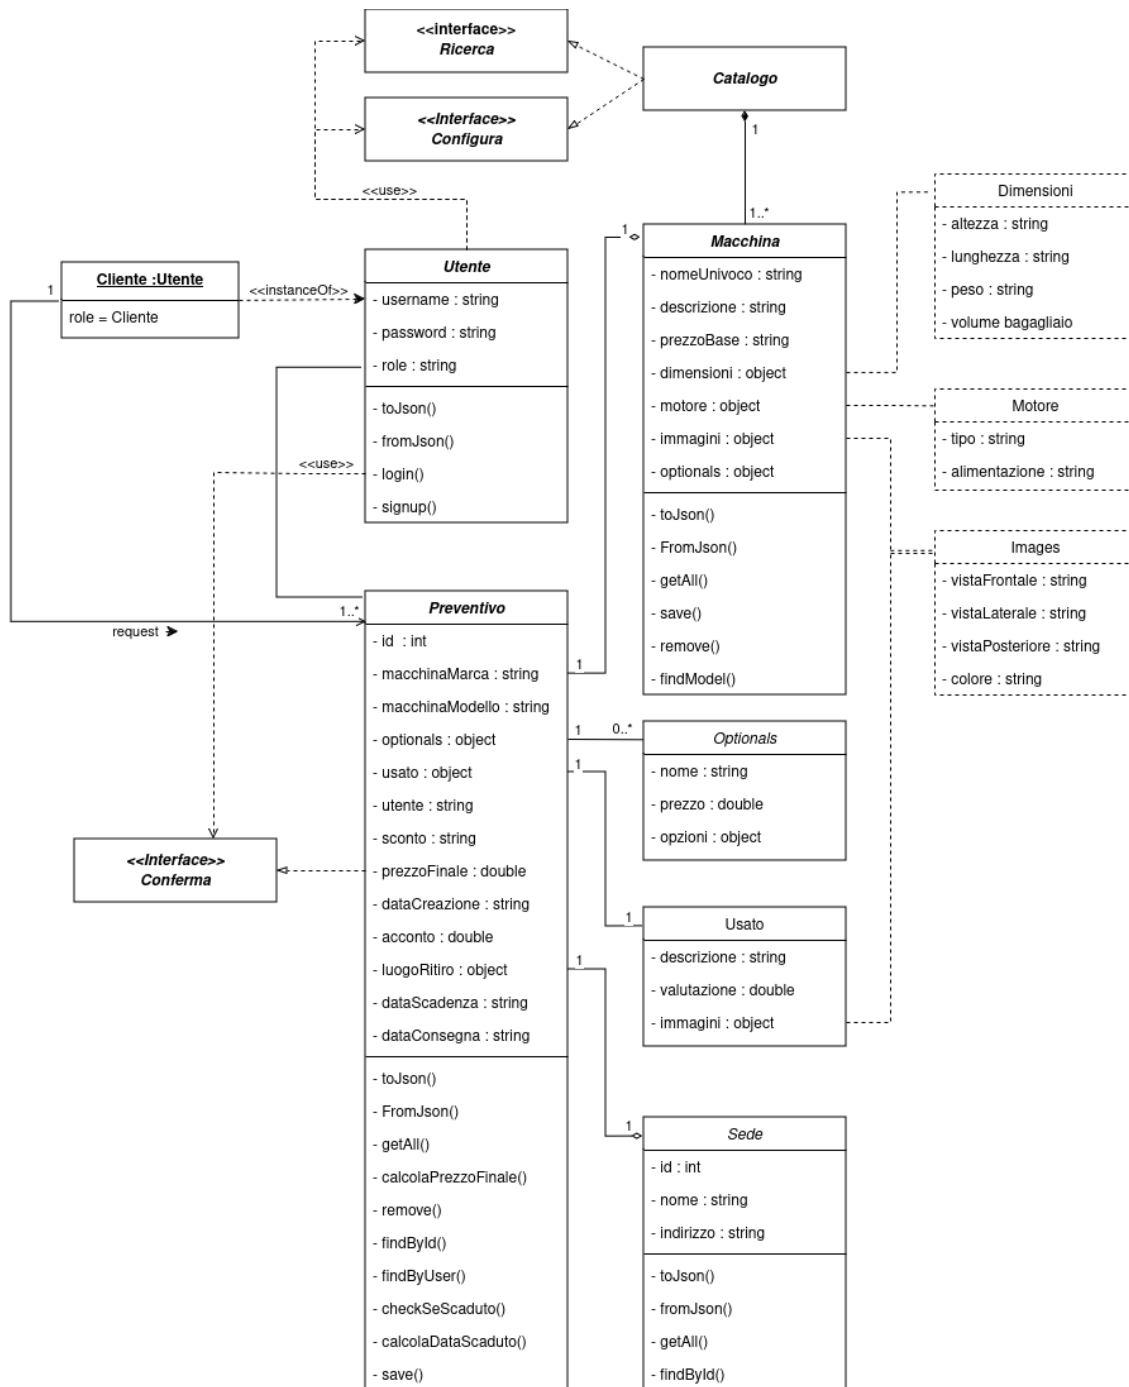 <<interface>>
Ricerca
<<Interface>>
Configura
Catalogo
1
1..*
<<use>>
Cliente :Utente
role = Cliente
1
<<instanceOf>>
Utente
- username : string
- password : string
- role : string
- toJson()
- fromJson()
- login()
- signup()
<<use>>
1
Macchina
- nomeUnivoco : string
- descrizione : string
- prezzoBase : string
- dimensioni : object
- motore : object
- immagini : object
- optionals : object
- toJson()
- FromJson()
- getAll()
- save()
- remove()
- findModel()
Dimensioni
- altezza : string
- lunghezza : string
- peso : string
- volume bagagliaio
Motore
- tipo : string
- alimentazione : string
Images
- vistaFrontale : string
- vistaLaterale : string
- vistaPosteriore : string
- colore : string
1..*
request
Preventivo
- id : int
- macchinaMarca : string
- macchinaModello : string
- optionals : object
- usato : object
- utente : string
- sconto : string
- prezzoFinale : double
- dataCreazione : string
- acconto : double
- luogoRitiro : object
- dataScadenza : string
- dataConsegna : string
- toJson()
- FromJson()
- getAll()
- calcolaPrezzoFinale()
- remove()
- findById()
- findByUser()
- checkSeScaduto()
- calcolaDataScaduto()
- save()
1
1
0..*
1
1
1
1
<<Interface>>
Conferma
Optionals
- nome : string
- prezzo : double
- opzioni : object
Usato
- descrizione : string
- valutazione : double
- immagini : object
Sede
- id : int
- nome : string
- indirizzo : string
- toJson()
- fromJson()
- getAll()
- findById()